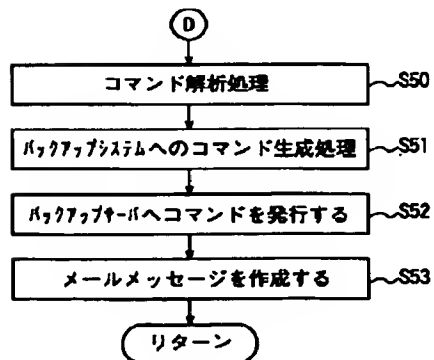 D
コマンド解析処理 S50
バックアップシステムへのコマンド生成処理 S51
バックアップサーバへコマンドを発行する S52
メールメッセージを作成する S53
リターン